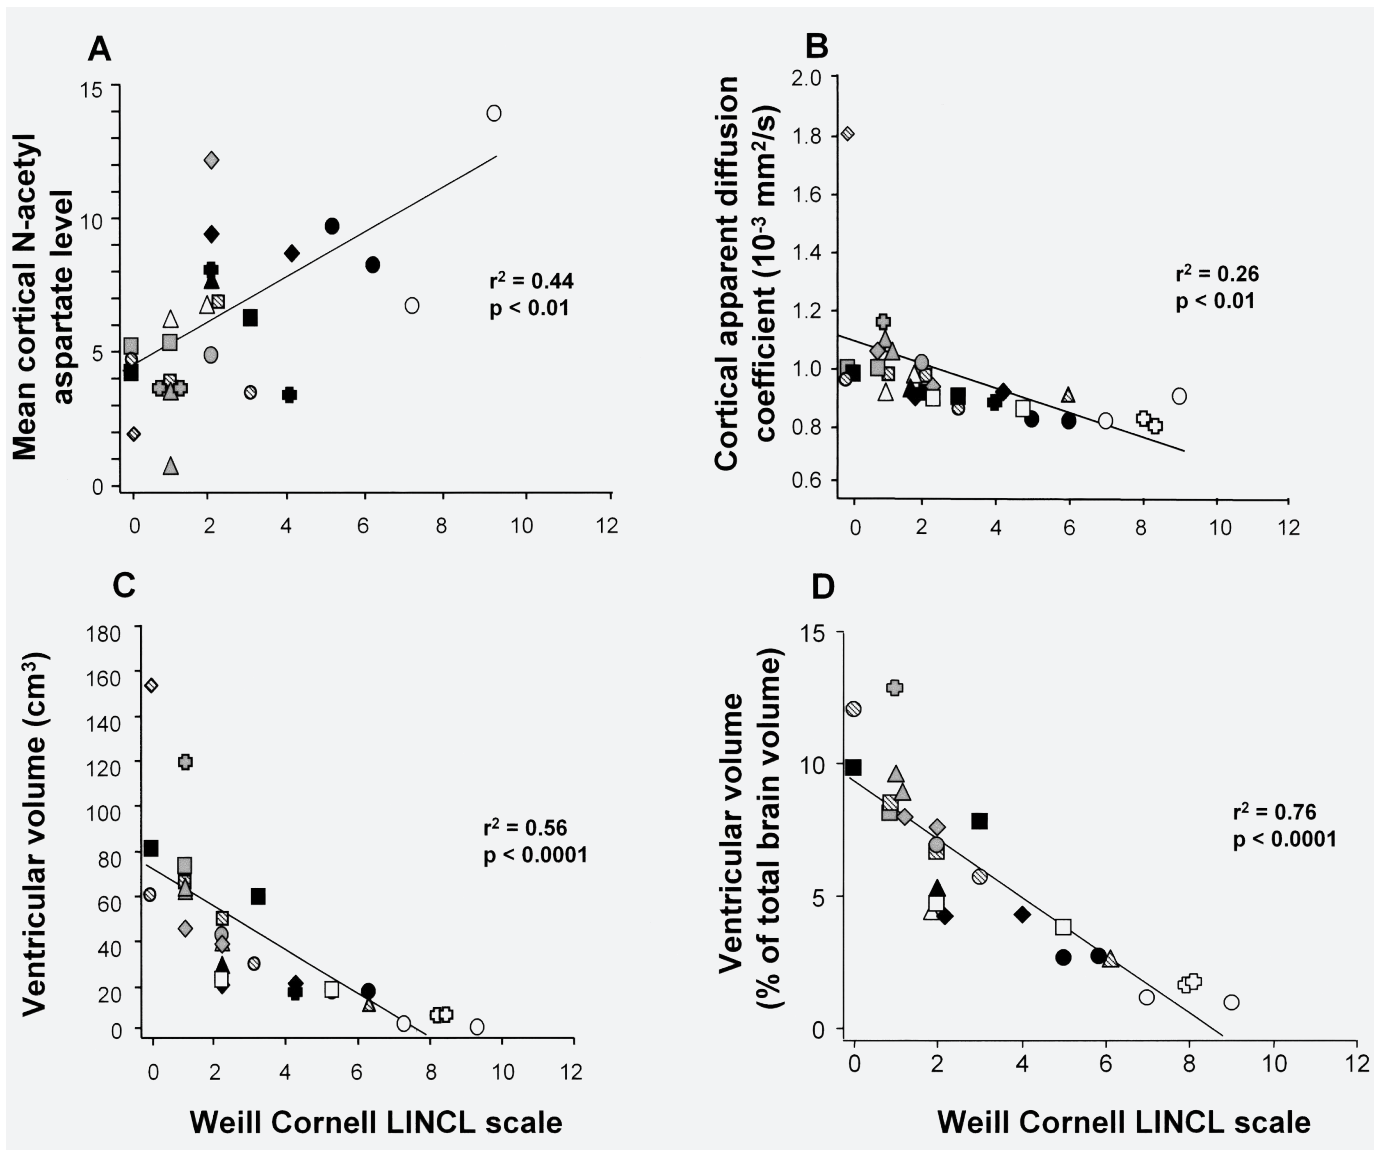 A
Mean cortical N-acetyl
aspartate level
15
10
5
0
r² = 0.44
p < 0.01
0 2 4 6 8 10 12
B
Cortical apparent diffusion
coefficient (10⁻³ mm²/s)
2.0
1.8
1.6
1.4
1.2
1.0
0.8
0.6
r² = 0.26
p < 0.01
0 2 4 6 8 10 12
C
Ventricular volume (cm³)
180
160
140
120
100
80
60
40
20
0
r² = 0.56
p < 0.0001
0 2 4 6 8 10 12
Weill Cornell LINCL scale
D
Ventricular volume
(% of total brain volume)
15
10
5
0
r² = 0.76
p < 0.0001
0 2 4 6 8 10 12
Weill Cornell LINCL scale